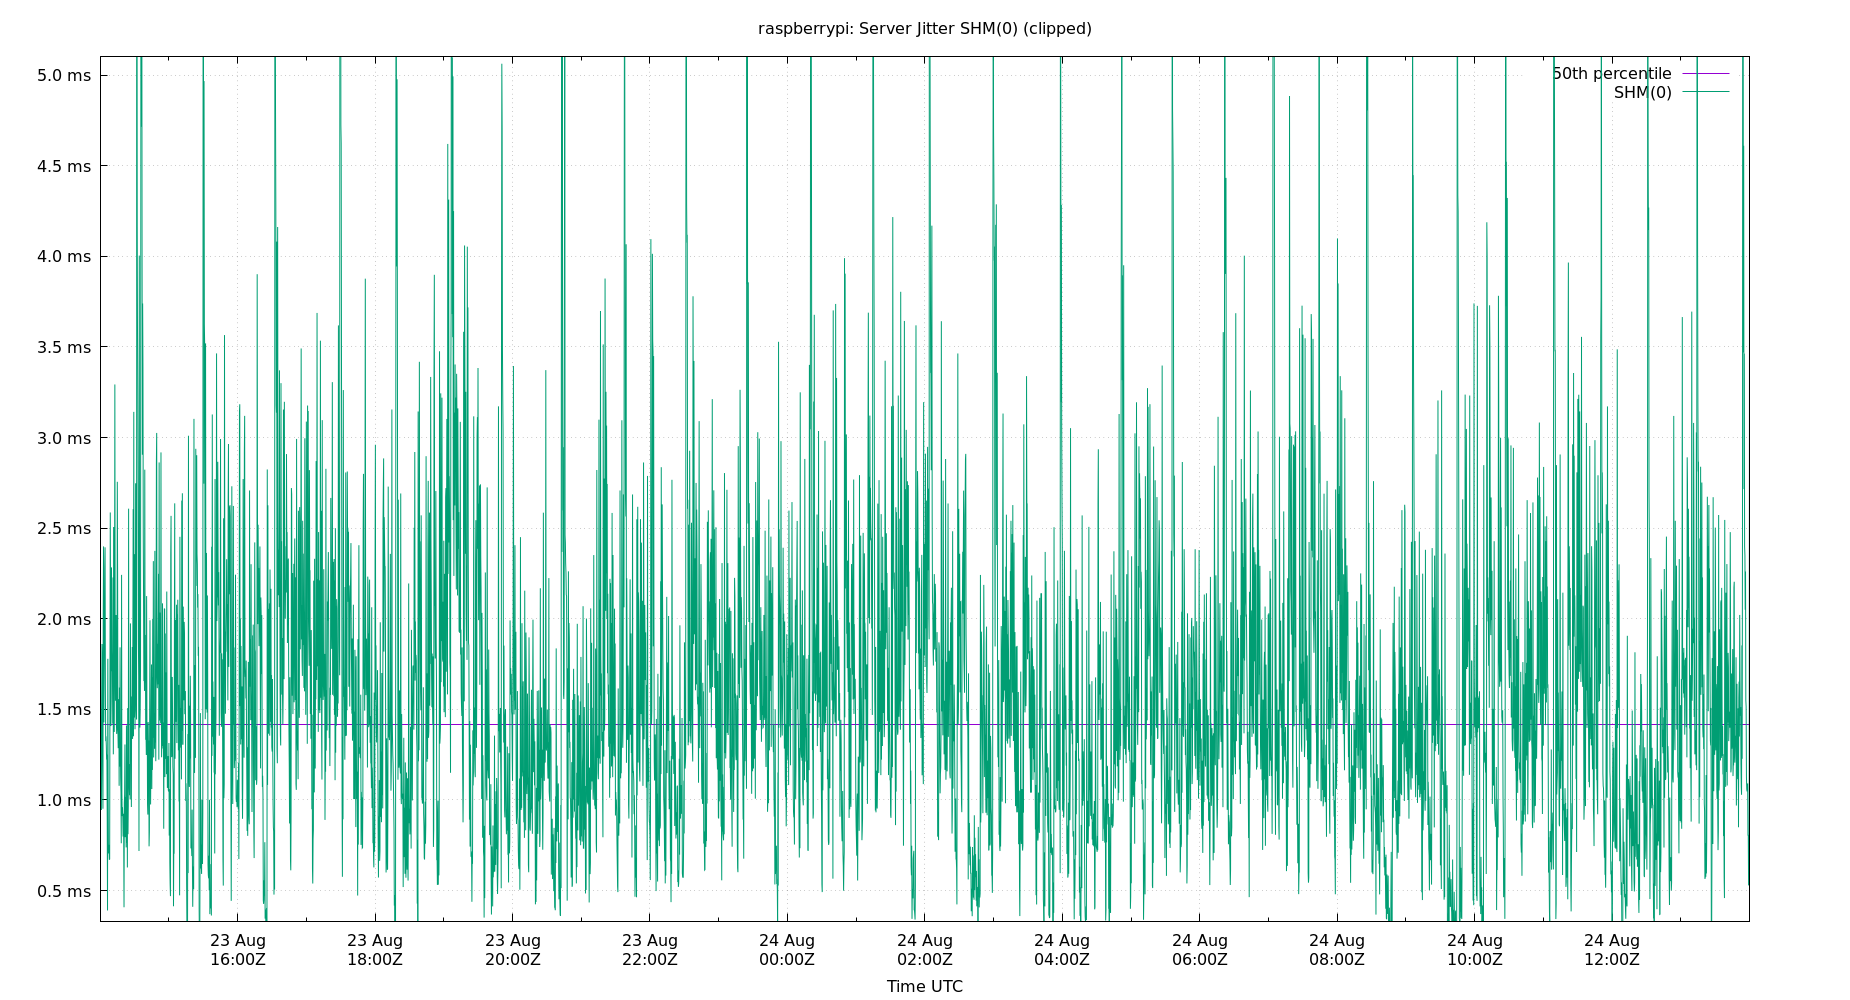 raspberrypi: Server Jitter SHM(0) (clipped)
50th percentile
SHM(0)
5.0 ms
4.5 ms
4.0 ms
3.5 ms
3.0 ms
2.5 ms
2.0 ms
1.5 ms
1.0 ms
0.5 ms
23 Aug 23 Aug 23 Aug 23 Aug 24 Aug 24 Aug 24 Aug 24 Aug 24 Aug 24 Aug 24 Aug
16:00Z 18:00Z 20:00Z 22:00Z 00:00Z 02:00Z 04:00Z 06:00Z 08:00Z 10:00Z 12:00Z
Time UTC